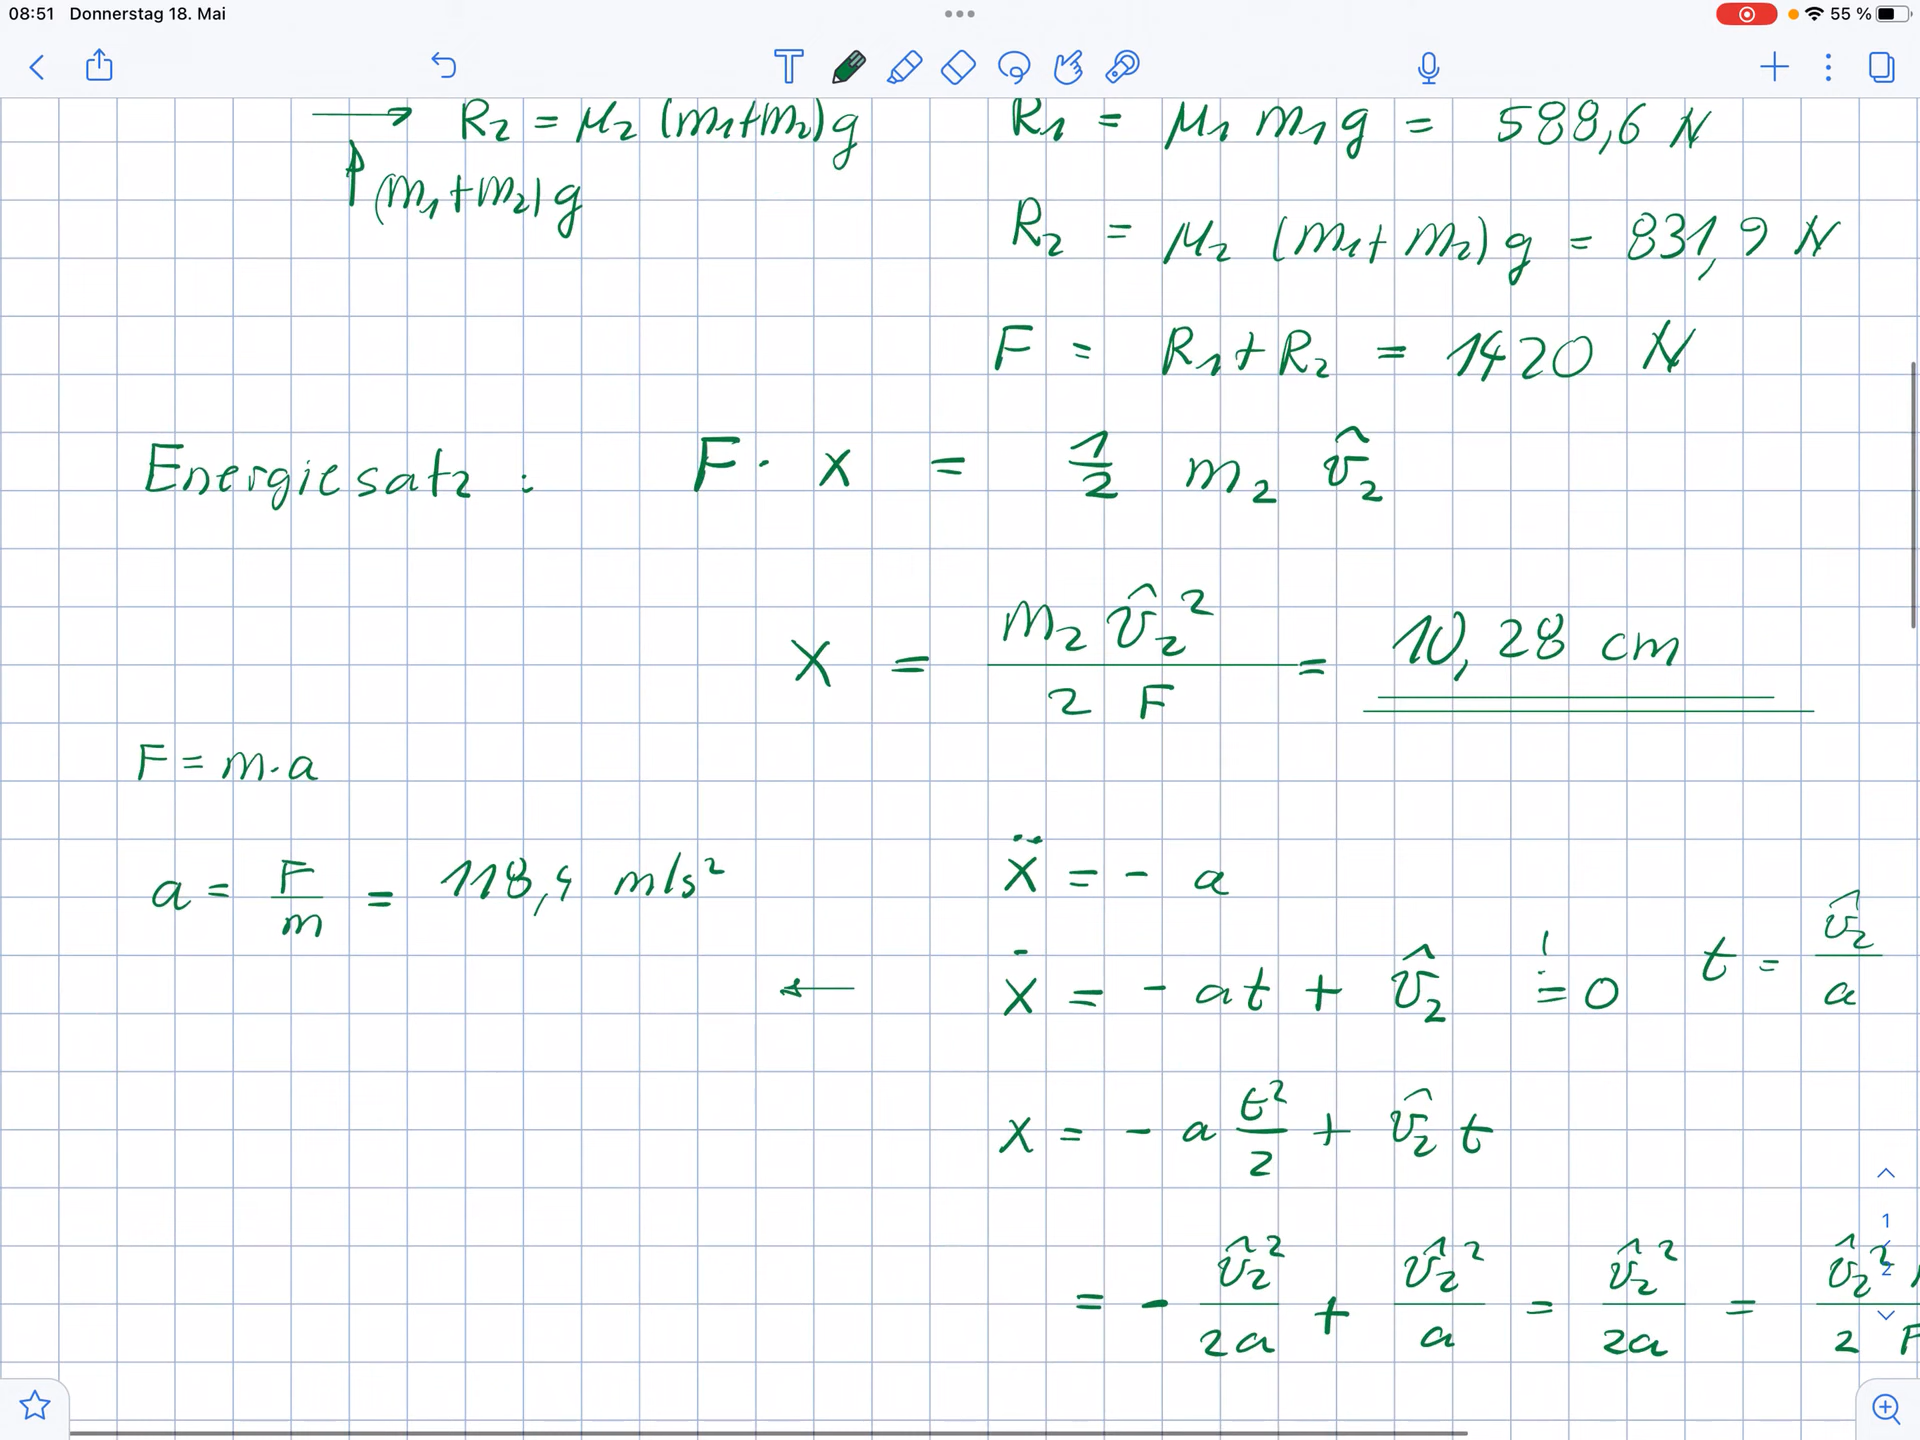 08:51 Donnerstag 18. Mai 55 %
→ R₂ = μ₂ (m₁+m₂)g R₁ = μ₁ m₁ g = 588,6 N
↑ (m₁+m₂)g
R₂ = μ₂ (m₁+m₂) g = 831,9 N
F = R₁+R₂ = 1420 N
Energiesatz : F · x = 1/2 m₂ v̂₂
x = m₂ v̂₂² / 2 F = 10,28 cm
F = m·a
a = F/m = 118,4 m/s² ẍ = - a
← ẋ = - at + v̂₂ != 0 t = v̂₂/a
x = - a t²/2 + v̂₂ t
1
2
= - v̂₂²/2a + v̂₂²/a = v̂₂²/2a = v̂₂² / 2 F